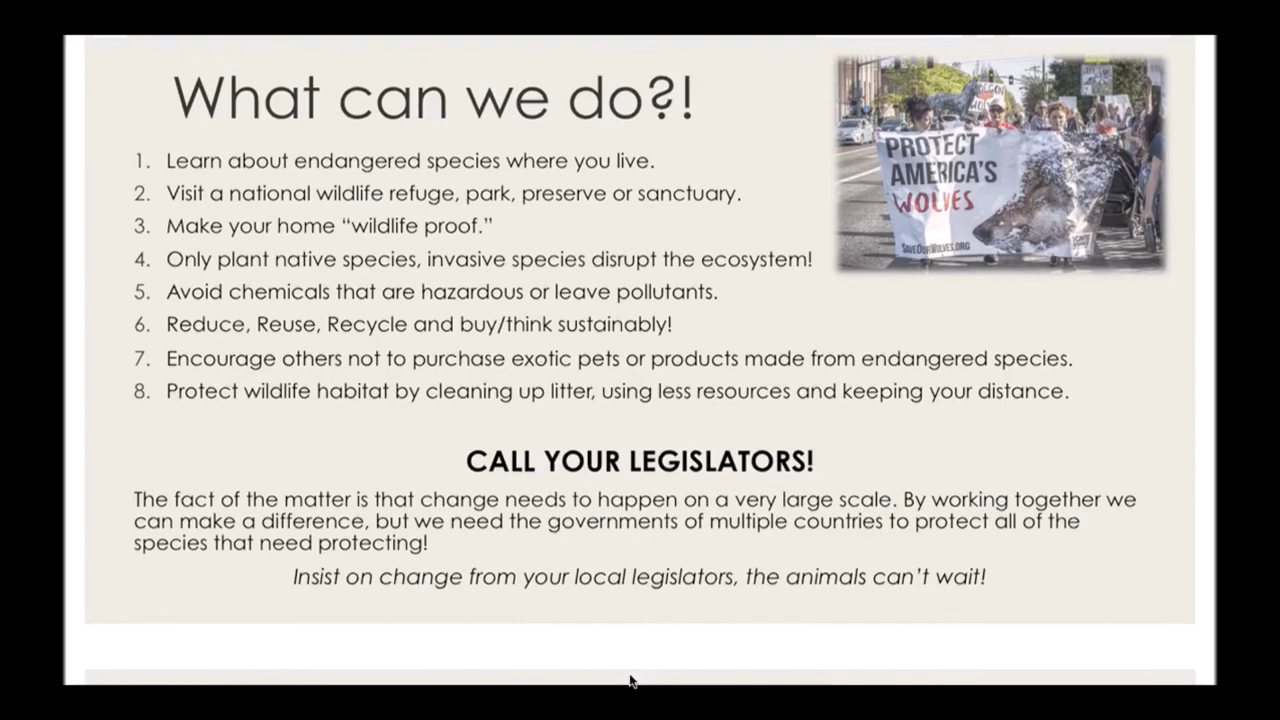 What can we do?!
1. Learn about endangered species where you live.
2. Visit a national wildlife refuge, park, preserve or sanctuary.
3. Make your home “wildlife proof.”
4. Only plant native species, invasive species disrupt the ecosystem!
5. Avoid chemicals that are hazardous or leave pollutants.
6. Reduce, Reuse, Recycle and buy/think sustainably!
7. Encourage others not to purchase exotic pets or products made from endangered species.
8. Protect wildlife habitat by cleaning up litter, using less resources and keeping your distance.
PROTECT
AMERICA'S
WOLVES
SAVEOURWOLVES.ORG
CALL YOUR LEGISLATORS!
The fact of the matter is that change needs to happen on a very large scale. By working together we
can make a difference, but we need the governments of multiple countries to protect all of the
species that need protecting!
Insist on change from your local legislators, the animals can’t wait!